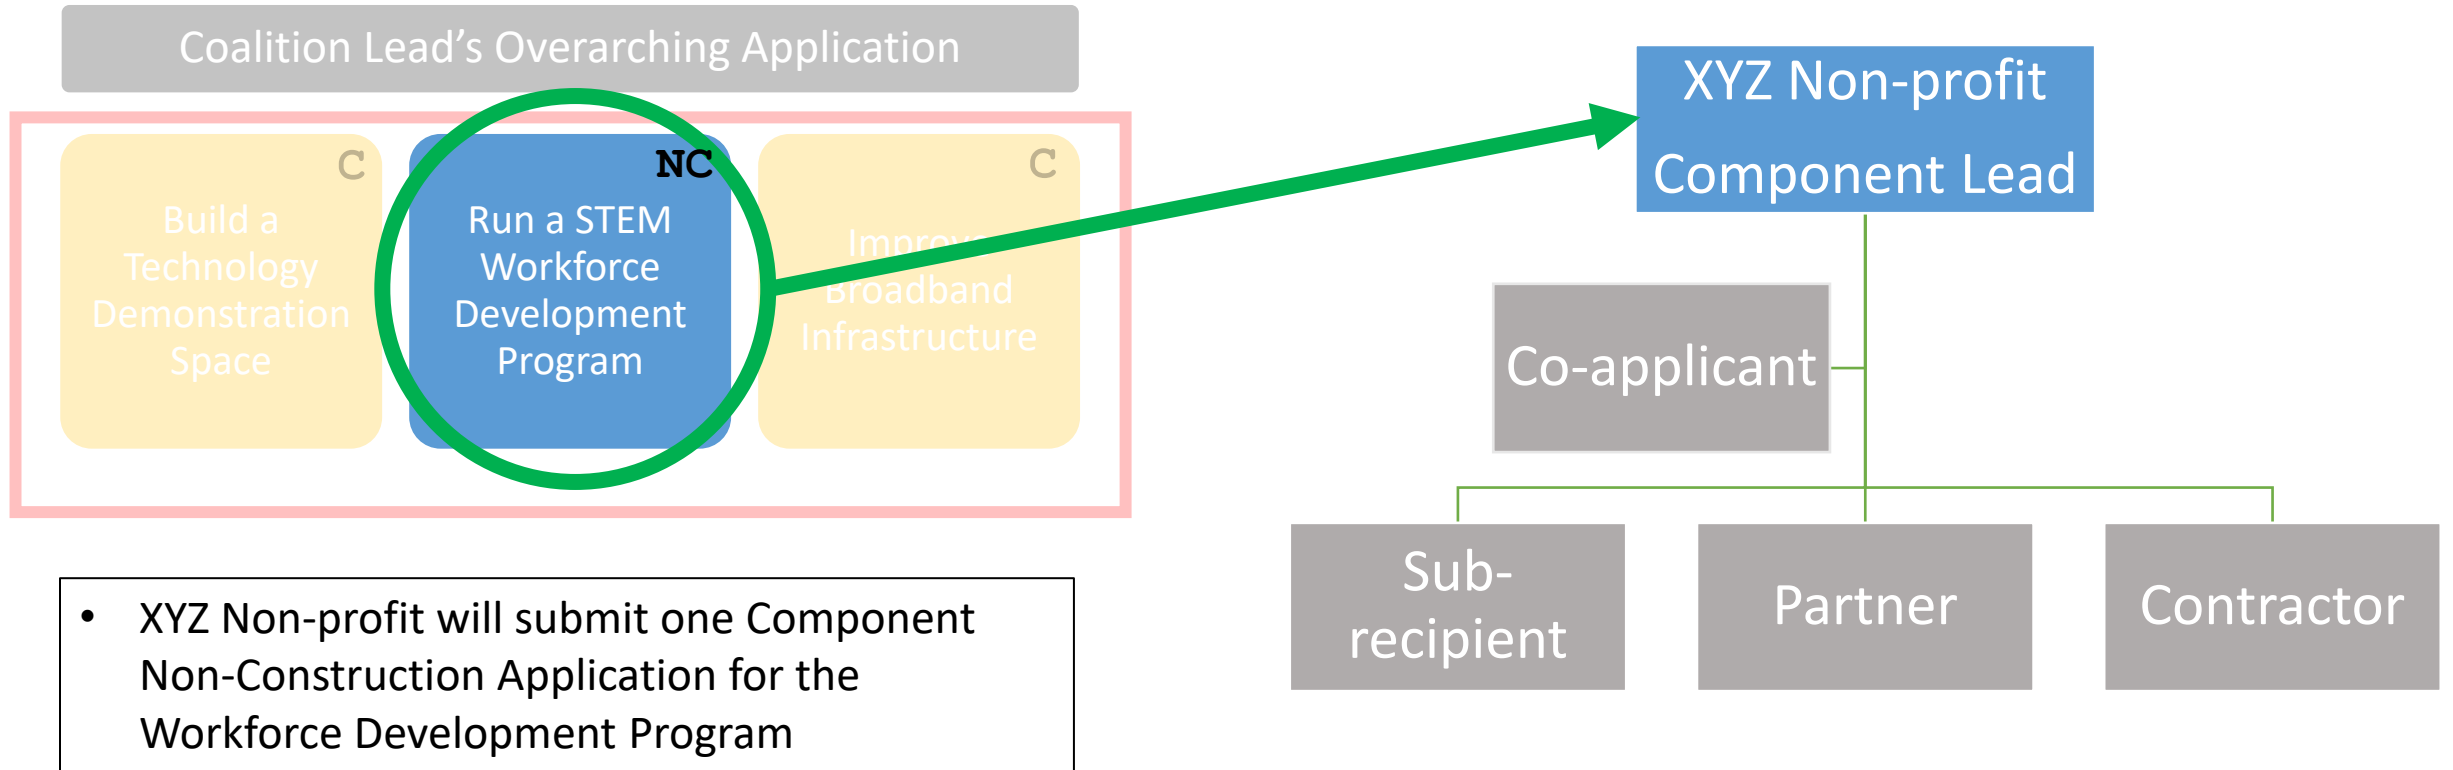 Coalition Lead's Overarching Application
C
Build a
Technology
Demonstration
Space
NC
Run a STEM
Workforce
Development
Program
C
Improve
Broadband
Infrastructure
XYZ Non-profit
Component Lead
Co-applicant
Sub-
recipient
Partner
Contractor
• XYZ Non-profit will submit one Component
Non-Construction Application for the
Workforce Development Program